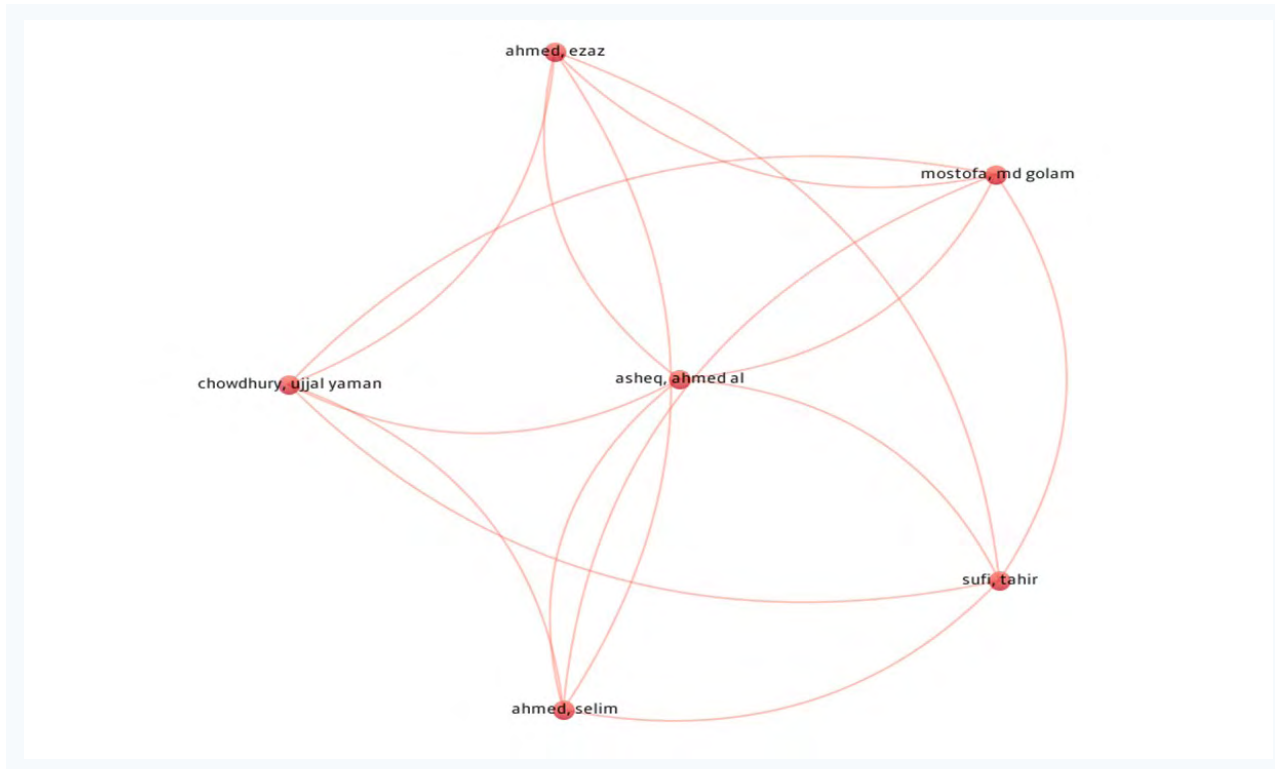 ahmed, ezaz
mostofa, md golam
chowdhury, ujjal yaman
asheq, ahmed al
sufi, tahir
ahmed, selim